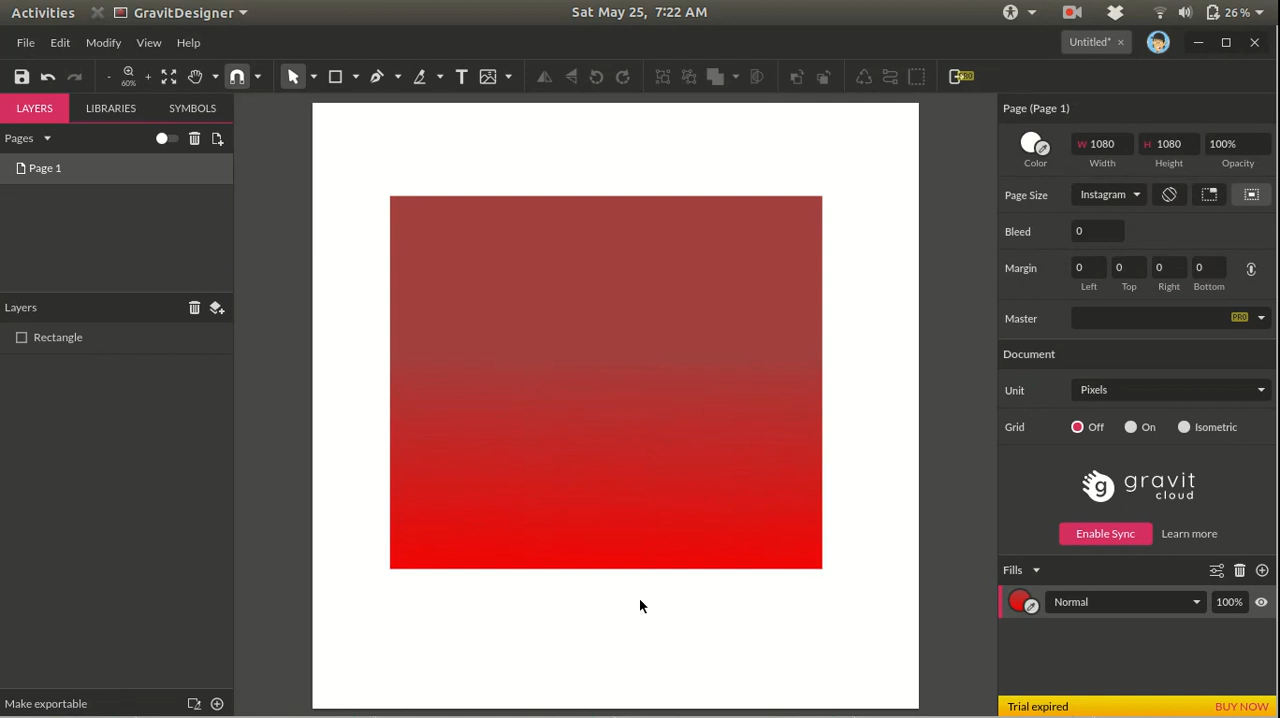 Activities GravitDesigner Sat May 25, 7:22 AM 26 %
File Edit Modify View Help Untitled* ×
- 60% + T PRO
LAYERS LIBRARIES SYMBOLS Page (Page 1)
Pages W 1080 H 1080 100%
Color Width Height Opacity
Page 1
Page Size Instagram
Bleed 0
Margin 0 0 0 0
Left Top Right Bottom
Layers Master PRO
Rectangle
Document
Unit Pixels
Grid Off On Isometric
g gravit
cloud
Enable Sync Learn more
Fills
Normal 100%
Make exportable Trial expired BUY NOW